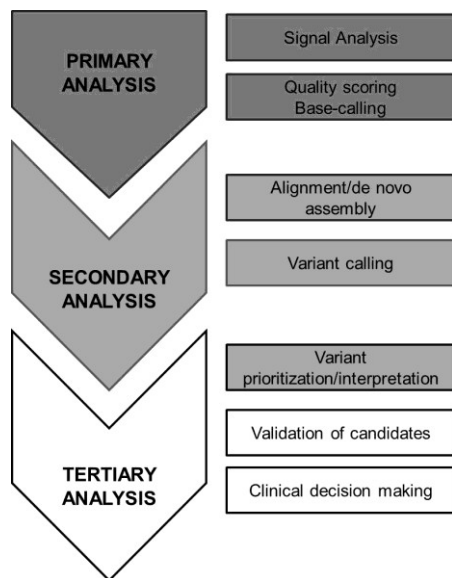 PRIMARY
ANALYSIS
Signal Analysis
Quality scoring
Base-calling
SECONDARY
ANALYSIS
Alignment/de novo
assembly
Variant calling
TERTIARY
ANALYSIS
Variant
prioritization/interpretation
Validation of candidates
Clinical decision making